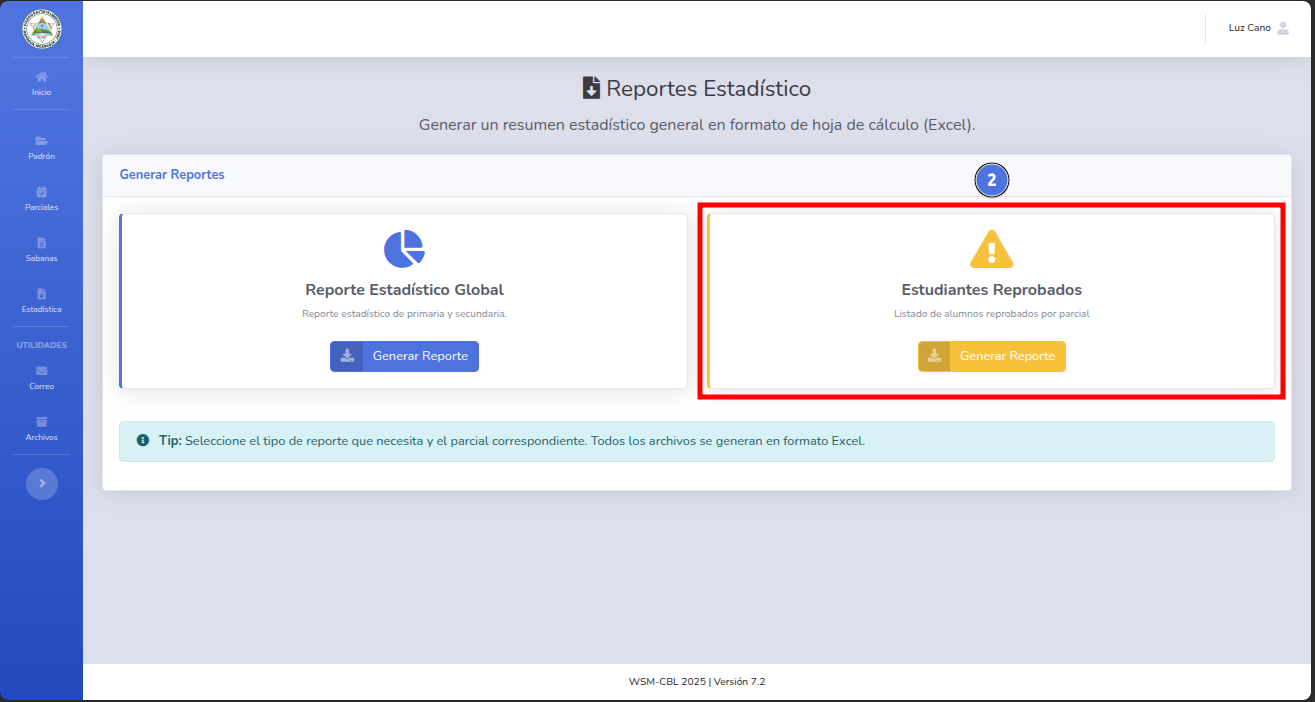 Luz Cano
Inicio
Padrón
Parciales
Sabanas
Estadística
UTILIDADES
Correo
Archivos
Reportes Estadístico
Generar un resumen estadístico general en formato de hoja de cálculo (Excel).
Generar Reportes
2
Reporte Estadístico Global
Reporte estadístico de primaria y secundaria.
Generar Reporte
Estudiantes Reprobados
Listado de alumnos reprobados por parcial
Generar Reporte
Tip: Seleccione el tipo de reporte que necesita y el parcial correspondiente. Todos los archivos se generan en formato Excel.
WSM-CBL 2025 | Versión 7.2